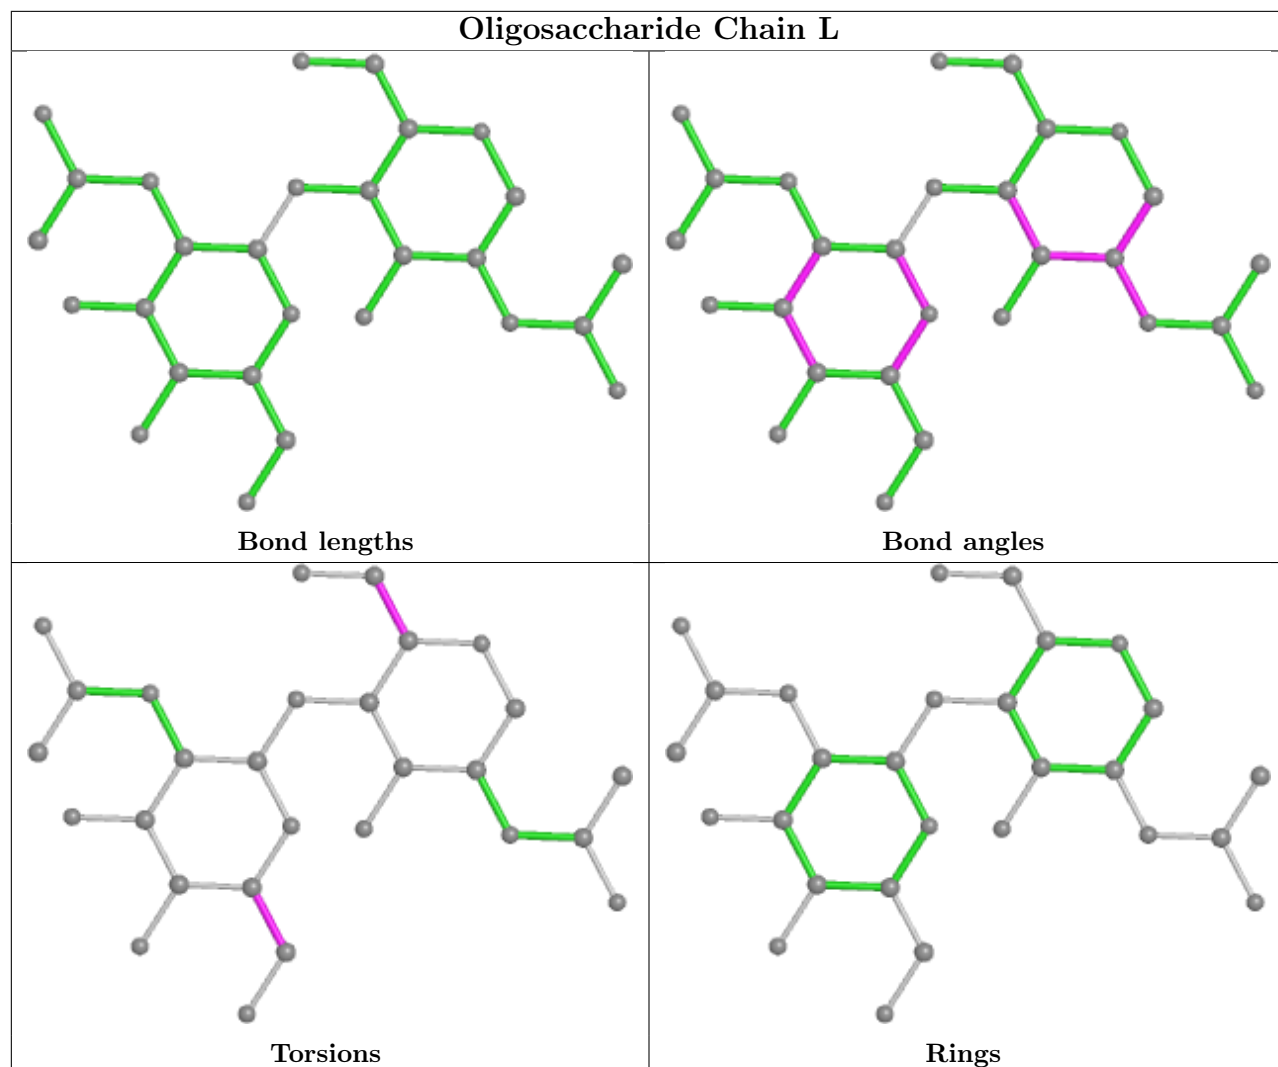 Oligosaccharide Chain L
Bond lengths
Bond angles
Torsions
Rings